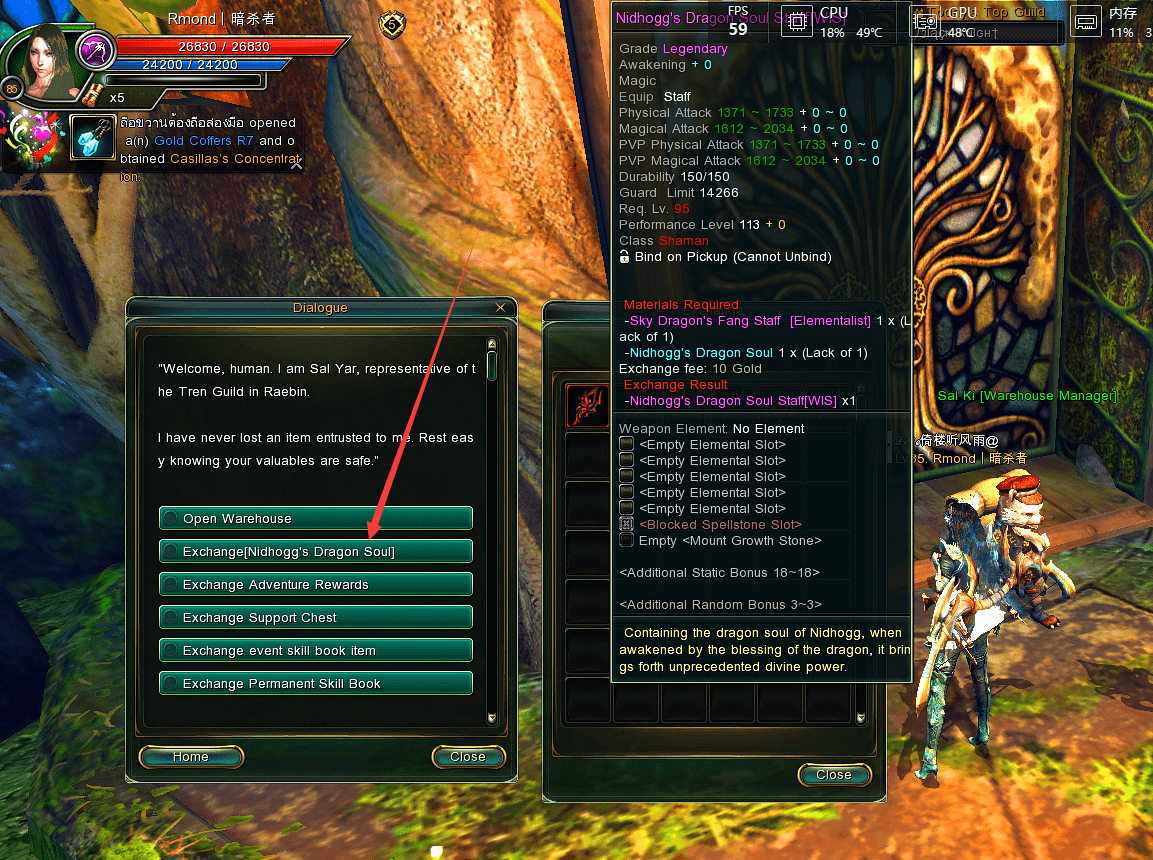 Rmond | 暗杀者
26830 / 26830
24200 / 24200
85
x5
5
ถือขวานต้องถือสองมือ opened
a(n) Gold Coffers R7 and o
btained Casillas's Concentrat
ion.
FPS
59
CPU
18% 49℃
GPU
48℃
Top Guild
内存
11% 3
Nidhogg's Dragon Soul Staff[WIS]
Grade Legendary
Awakening + 0
Magic
Equip Staff
Physical Attack 1371 ~ 1733 + 0 ~ 0
Magical Attack 1612 ~ 2034 + 0 ~ 0
PVP Physical Attack 1371 ~ 1733 + 0 ~ 0
PVP Magical Attack 1612 ~ 2034 + 0 ~ 0
Durability 150/150
Guard Limit 14266
Req. Lv. 95
Performance Level 113 + 0
Class Shaman
Bind on Pickup (Cannot Unbind)
Materials Required
-Sky Dragon's Fang Staff [Elementalist] 1 x (L
ack of 1)
-Nidhogg's Dragon Soul 1 x (Lack of 1)
Exchange fee: 10 Gold
Exchange Result
-Nidhogg's Dragon Soul Staff[WIS] x1
Weapon Element: No Element
<Empty Elemental Slot>
<Empty Elemental Slot>
<Empty Elemental Slot>
<Empty Elemental Slot>
<Empty Elemental Slot>
<Blocked Spellstone Slot>
Empty <Mount Growth Stone>
<Additional Static Bonus 18~18>
<Additional Random Bonus 3~3>
Containing the dragon soul of Nidhogg, when
awakened by the blessing of the dragon, it brin
gs forth unprecedented divine power.
Dialogue
"Welcome, human. I am Sal Yar, representative of t
he Tren Guild in Raebin.
I have never lost an item entrusted to me. Rest eas
y knowing your valuables are safe."
Open Warehouse
Exchange[Nidhogg's Dragon Soul]
Exchange Adventure Rewards
Exchange Support Chest
Exchange event skill book item
Exchange Permanent Skill Book
Home
Close
Close
Sal Ki [Warehouse Manager]
倚楼听风雨@
Lv85. Rmond | 暗杀者